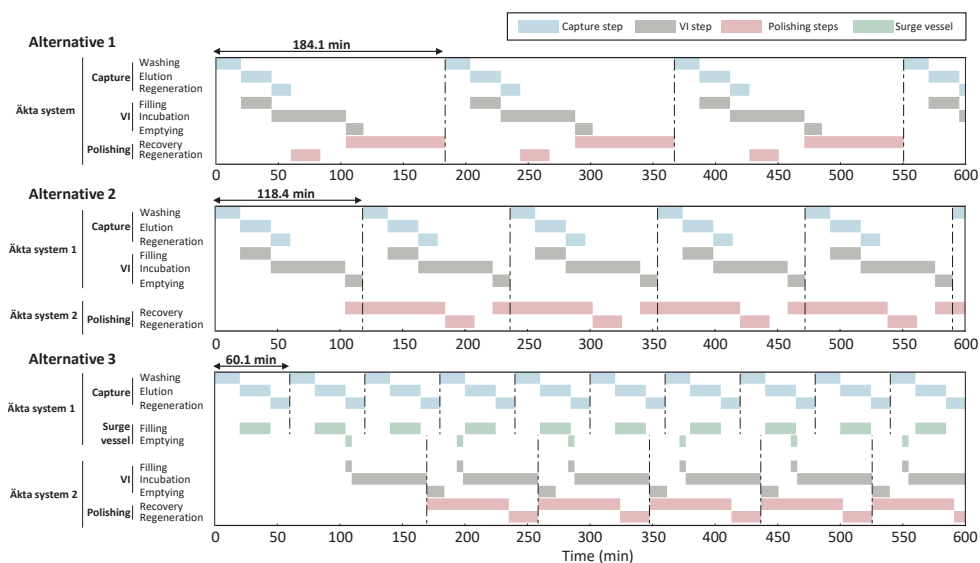 Capture step VI step Polishing steps Surge vessel
Alternative 1
184.1 min
Äkta system
Capture
Washing
Elution
Regeneration
VI
Filling
Incubation
Emptying
Polishing
Recovery
Regeneration
0 50 100 150 200 250 300 350 400 450 500 550 600
Alternative 2
118.4 min
Äkta system 1
Capture
Washing
Elution
Regeneration
VI
Filling
Incubation
Emptying
Äkta system 2
Polishing
Recovery
Regeneration
0 50 100 150 200 250 300 350 400 450 500 550 600
Alternative 3
60.1 min
Äkta system 1
Capture
Washing
Elution
Regeneration
Surge
vessel
Filling
Emptying
Äkta system 2
VI
Filling
Incubation
Emptying
Polishing
Recovery
Regeneration
0 50 100 150 200 250 300 350 400 450 500 550 600
Time (min)